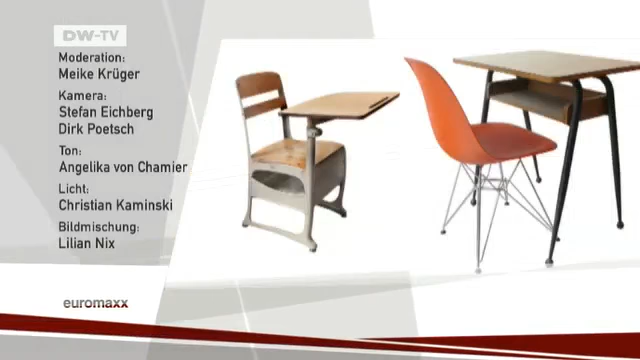 DW-TV
Moderation:
Meike Krüger
Kamera:
Stefan Eichberg
Dirk Poetsch
Ton:
Angelika von Chamier
Licht:
Christian Kaminski
Bildmischung:
Lilian Nix
euromaxx